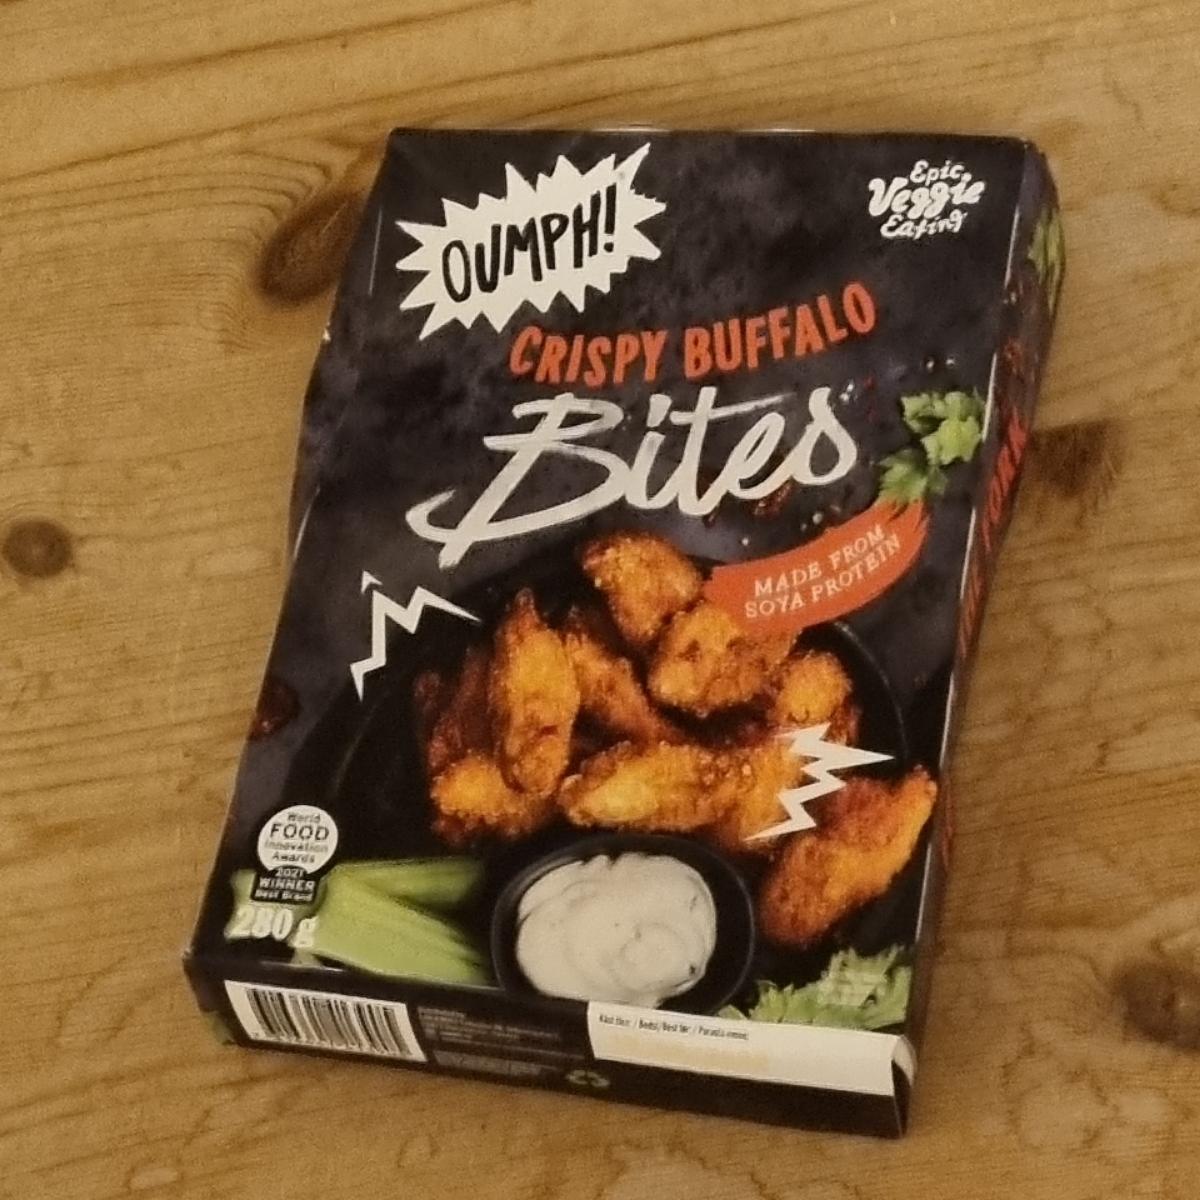 OUMPH!
Epic
Veggie
Eating
CRISPY BUFFALO
Bites
MADE FROM
SOYA PROTEIN
World
FOOD
Innovation
Awards
2021
WINNER
Best Brand
280 g